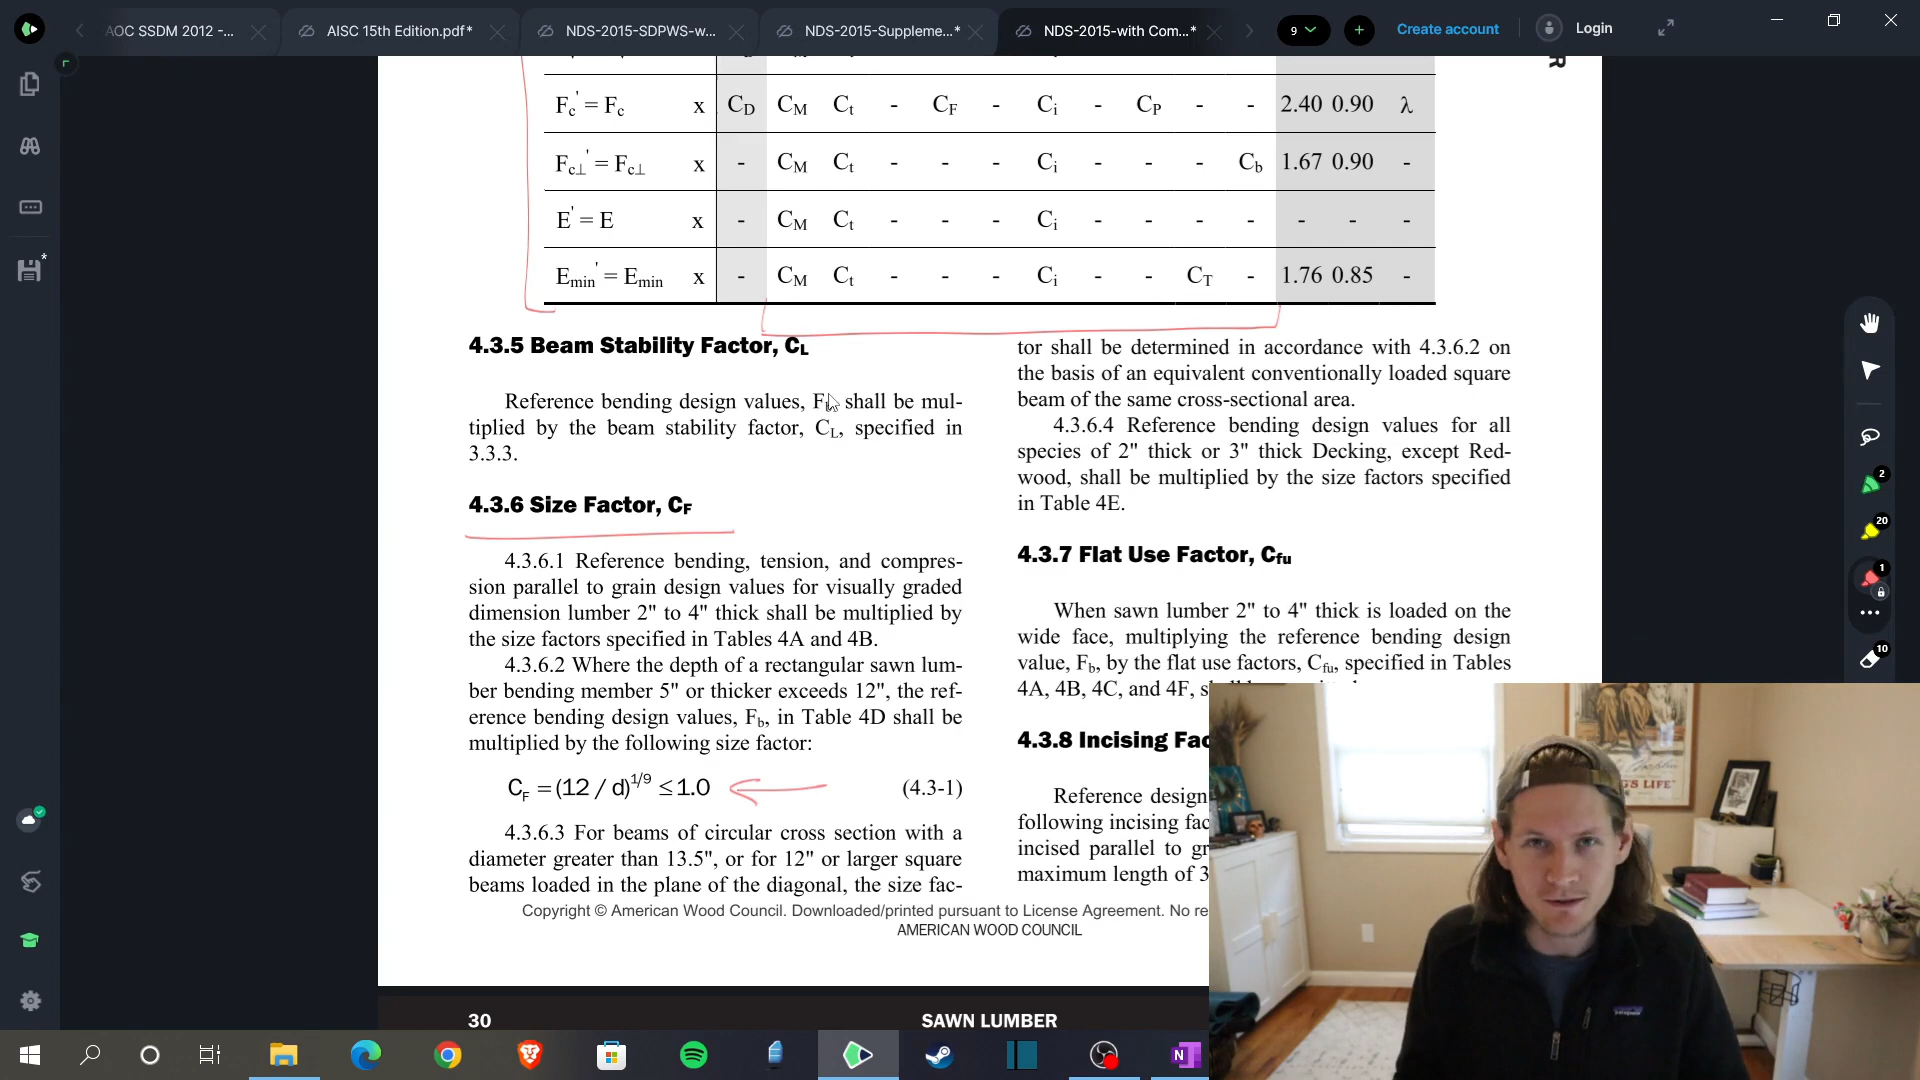 AOC SSDM 2012 -...
AISC 15th Edition.pdf*
NDS-2015-SDPWS-w...
NDS-2015-Suppleme...*
NDS-2015-with Com...*
9
Create account
Login
R
Fc' = Fc x CD CM Ct - CF - Ci - CP - - 2.40 0.90 λ
Fc⊥' = Fc⊥ x - CM Ct - - - Ci - - - Cb 1.67 0.90 -
E' = E x - CM Ct - - - Ci - - - - - - -
Emin' = Emin x - CM Ct - - - Ci - - CT - 1.76 0.85 -
4.3.5 Beam Stability Factor, CL
Reference bending design values, Fb, shall be mul-
tiplied by the beam stability factor, CL, specified in
3.3.3.
4.3.6 Size Factor, CF
4.3.6.1 Reference bending, tension, and compres-
sion parallel to grain design values for visually graded
dimension lumber 2" to 4" thick shall be multiplied by
the size factors specified in Tables 4A and 4B.
4.3.6.2 Where the depth of a rectangular sawn lum-
ber bending member 5" or thicker exceeds 12", the ref-
erence bending design values, Fb, in Table 4D shall be
multiplied by the following size factor:
CF = (12 / d)^1/9 ≤ 1.0 (4.3-1)
4.3.6.3 For beams of circular cross section with a
diameter greater than 13.5", or for 12" or larger square
beams loaded in the plane of the diagonal, the size fac-
tor shall be determined in accordance with 4.3.6.2 on
the basis of an equivalent conventionally loaded square
beam of the same cross-sectional area.
4.3.6.4 Reference bending design values for all
species of 2" thick or 3" thick Decking, except Red-
wood, shall be multiplied by the size factors specified
in Table 4E.
4.3.7 Flat Use Factor, Cfu
When sawn lumber 2" to 4" thick is loaded on the
wide face, multiplying the reference bending design
value, Fb, by the flat use factors, Cfu, specified in Tables
4A, 4B, 4C, and 4F,
4.3.8 Incising Fac
Reference design
following incising fac
incised parallel to gr
maximum length of 3
Copyright © American Wood Council. Downloaded/printed pursuant to License Agreement. No re
AMERICAN WOOD COUNCIL
30
SAWN LUMBER
2
20
1
10
N